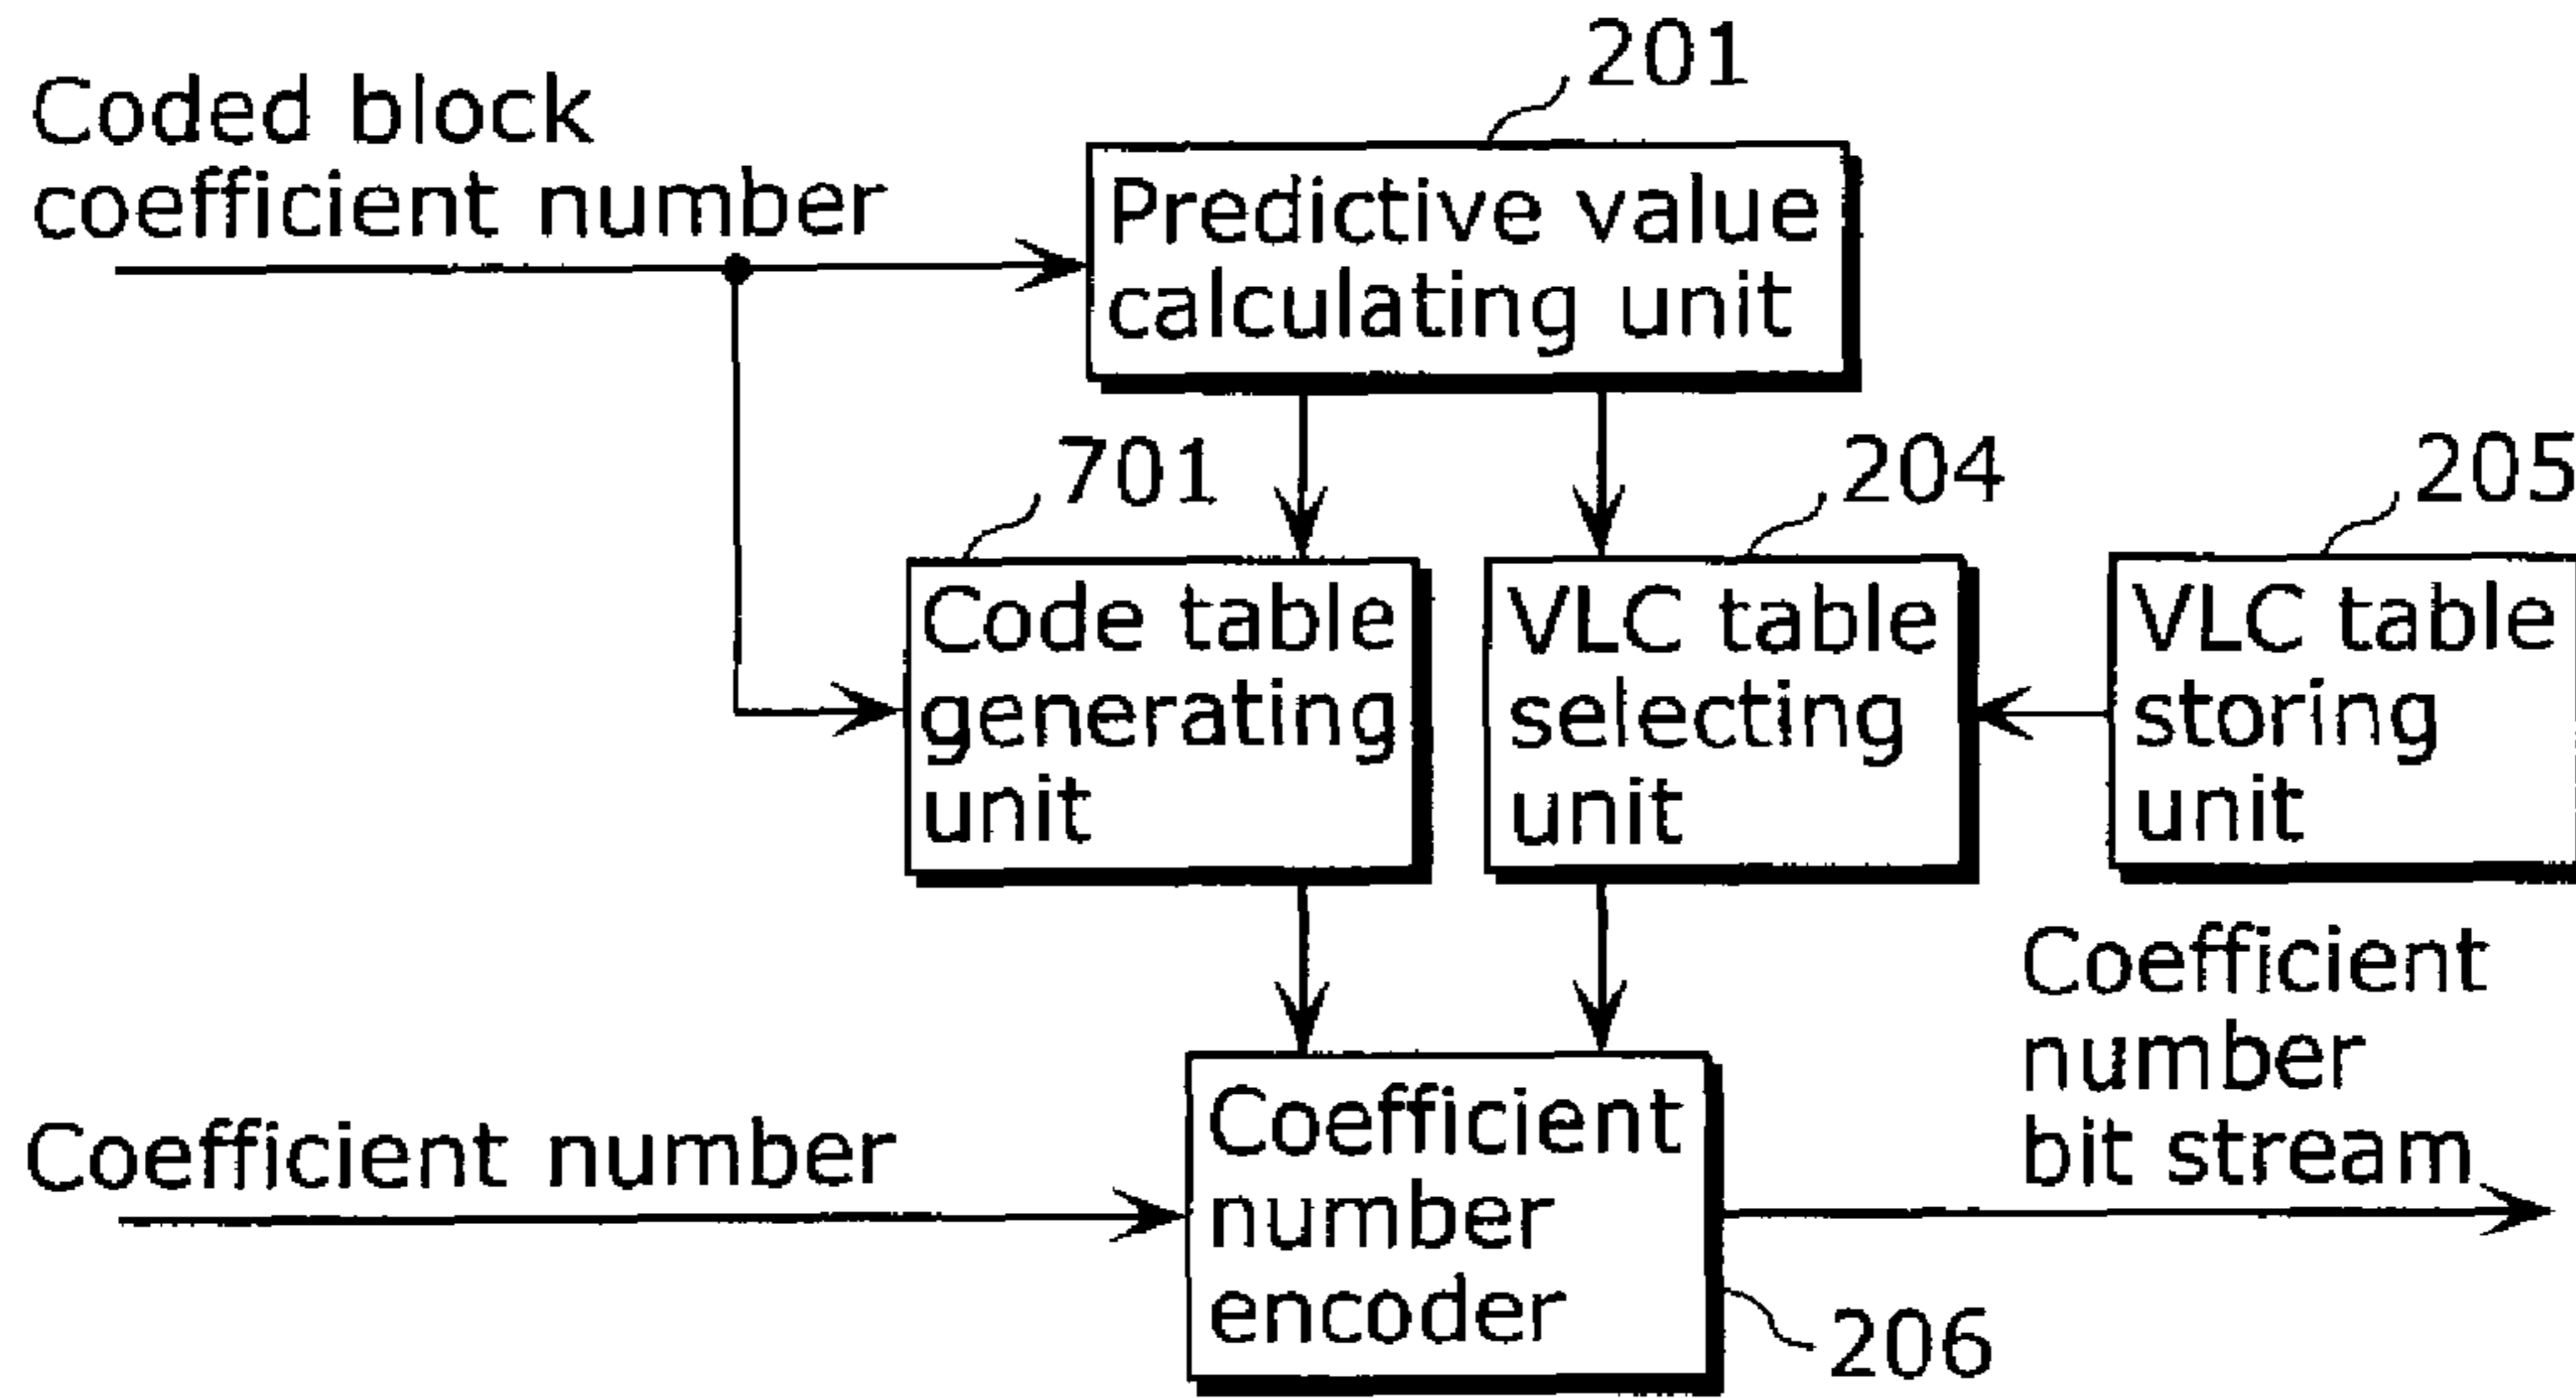 201
Coded block
coefficient number
Predictive value
calculating unit
701
204
205
Code table
generating
unit
VLC table
selecting
unit
VLC table
storing
unit
Coefficient number
Coefficient
number
encoder
Coefficient
number
bit stream
206